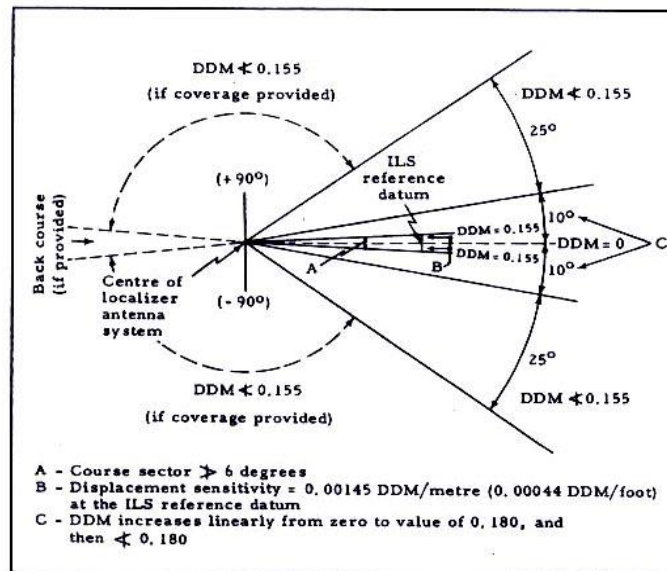 DDM ≮ 0.155
(if coverage provided)
DDM ≮ 0.155
25°
ILS
reference
datum
(+90°)
10°
DDM = 0.155
Back course
(if provided)
DDM = 0
C
A
B
DDM = 0.155
10°
Centre of
localizer
antenna
system
(-90°)
25°
DDM ≮ 0.155
(if coverage provided)
DDM ≮ 0.155
A - Course sector ≯ 6 degrees
B - Displacement sensitivity = 0.00145 DDM/metre (0.00044 DDM/foot)
at the ILS reference datum
C - DDM increases linearly from zero to value of 0.180, and
then ≮ 0.180